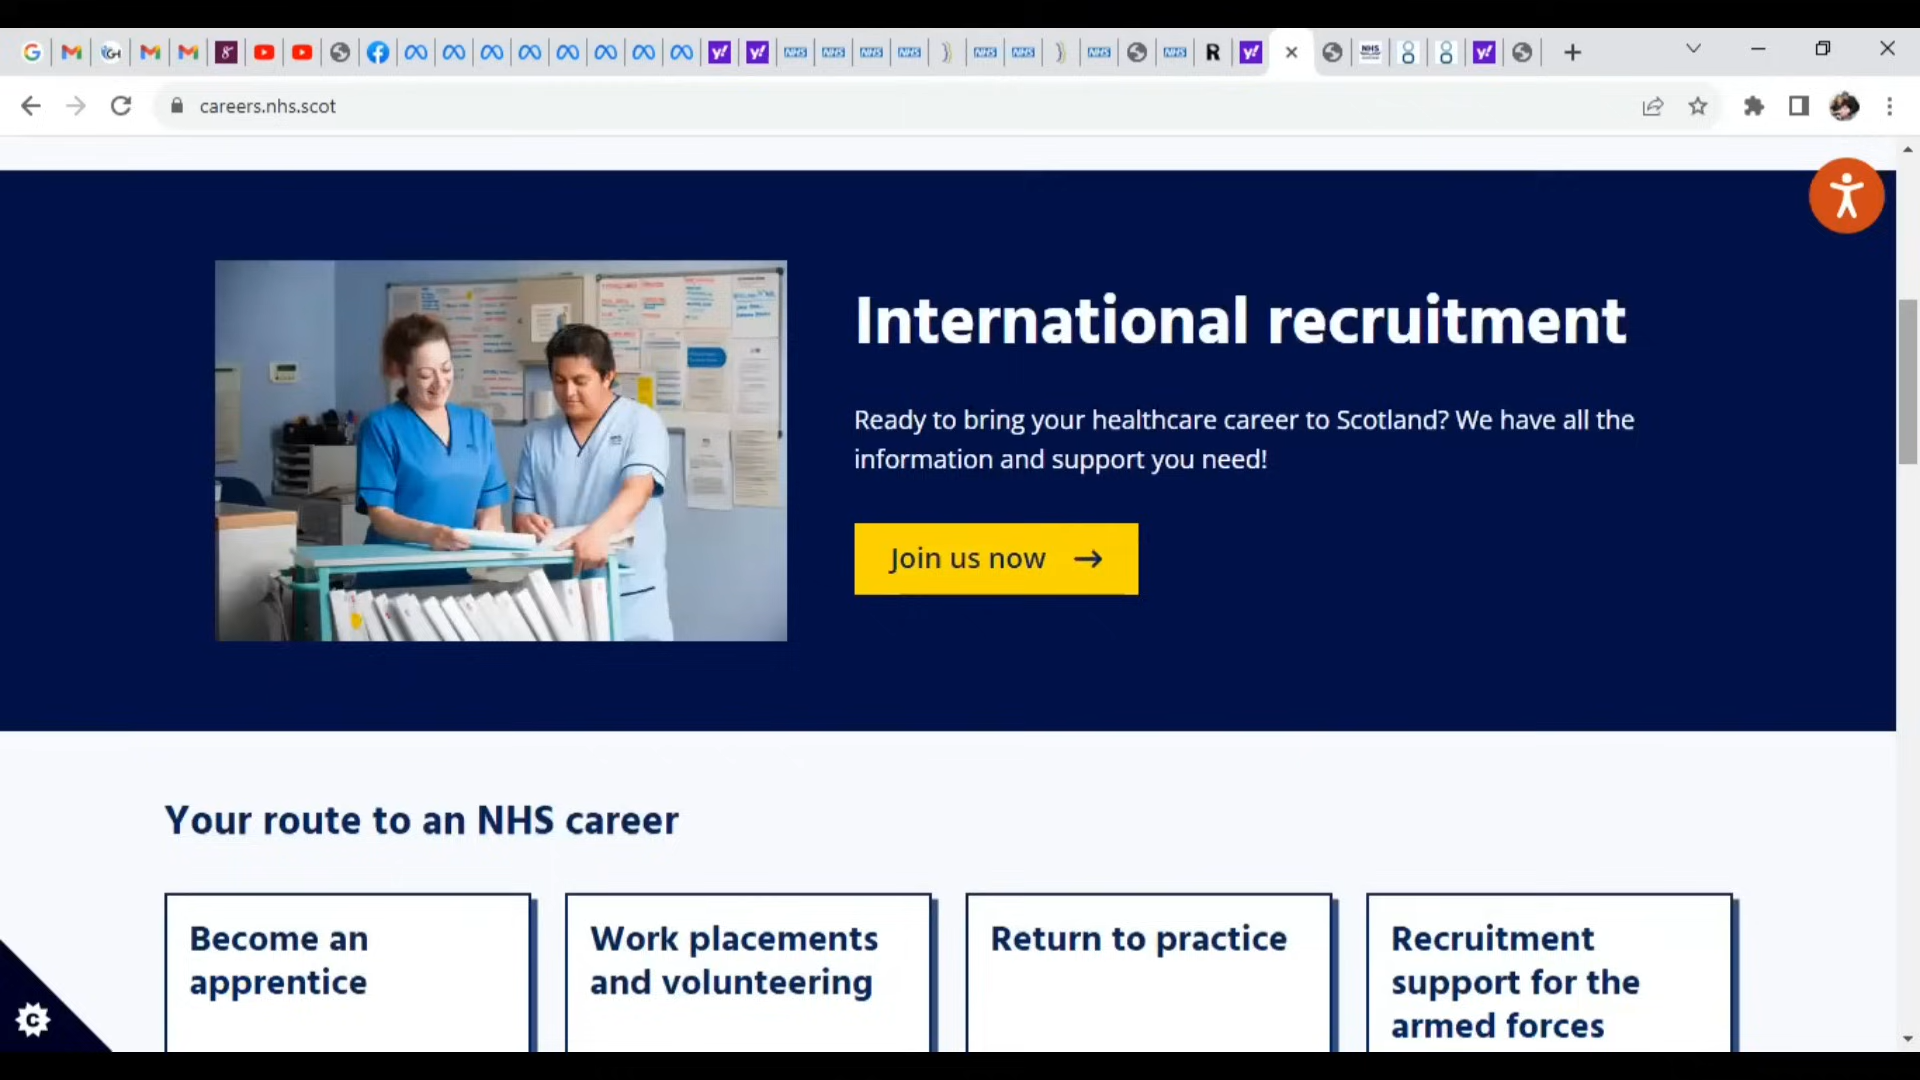 careers.nhs.scot
International recruitment
Ready to bring your healthcare career to Scotland? We have all the
information and support you need!
Join us now →
Your route to an NHS career
Become an
apprentice
Work placements
and volunteering
Return to practice
Recruitment
support for the
armed forces